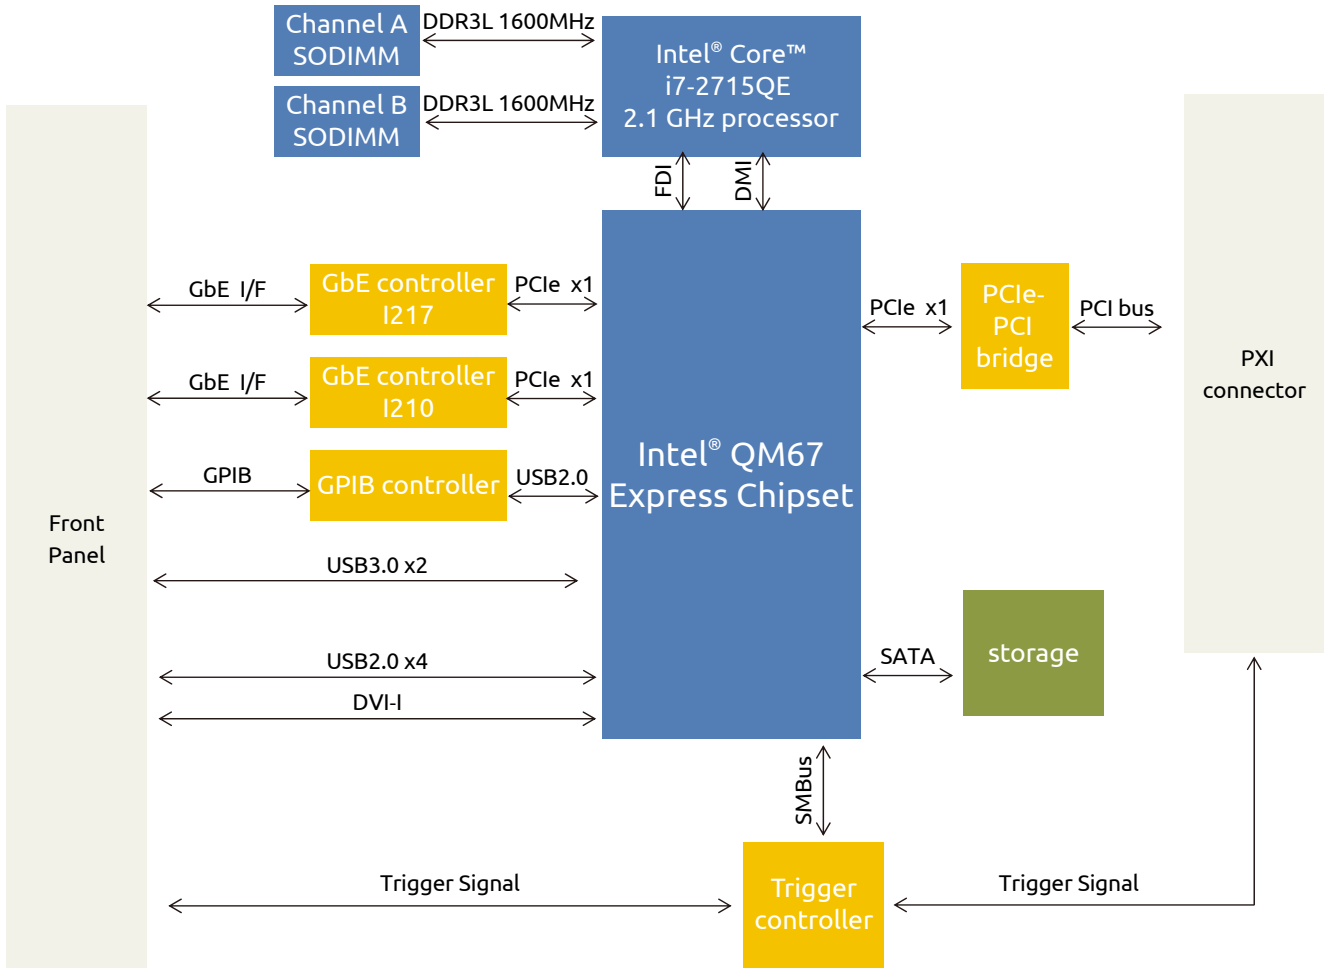 Channel A
SODIMM
DDR3L 1600MHz
Intel® Core™
i7-2715QE
2.1 GHz processor
Channel B
SODIMM
DDR3L 1600MHz
FDI
DMI
GbE I/F
GbE controller
I217
PCIe x1
PCIe x1
PCIe-
PCI
bridge
PCI bus
PXI
connector
GbE I/F
GbE controller
I210
PCIe x1
Intel® QM67
Express Chipset
GPIB
GPIB controller
USB2.0
Front
Panel
USB3.0 x2
USB2.0 x4
DVI-I
SATA
storage
SMBus
Trigger Signal
Trigger
controller
Trigger Signal